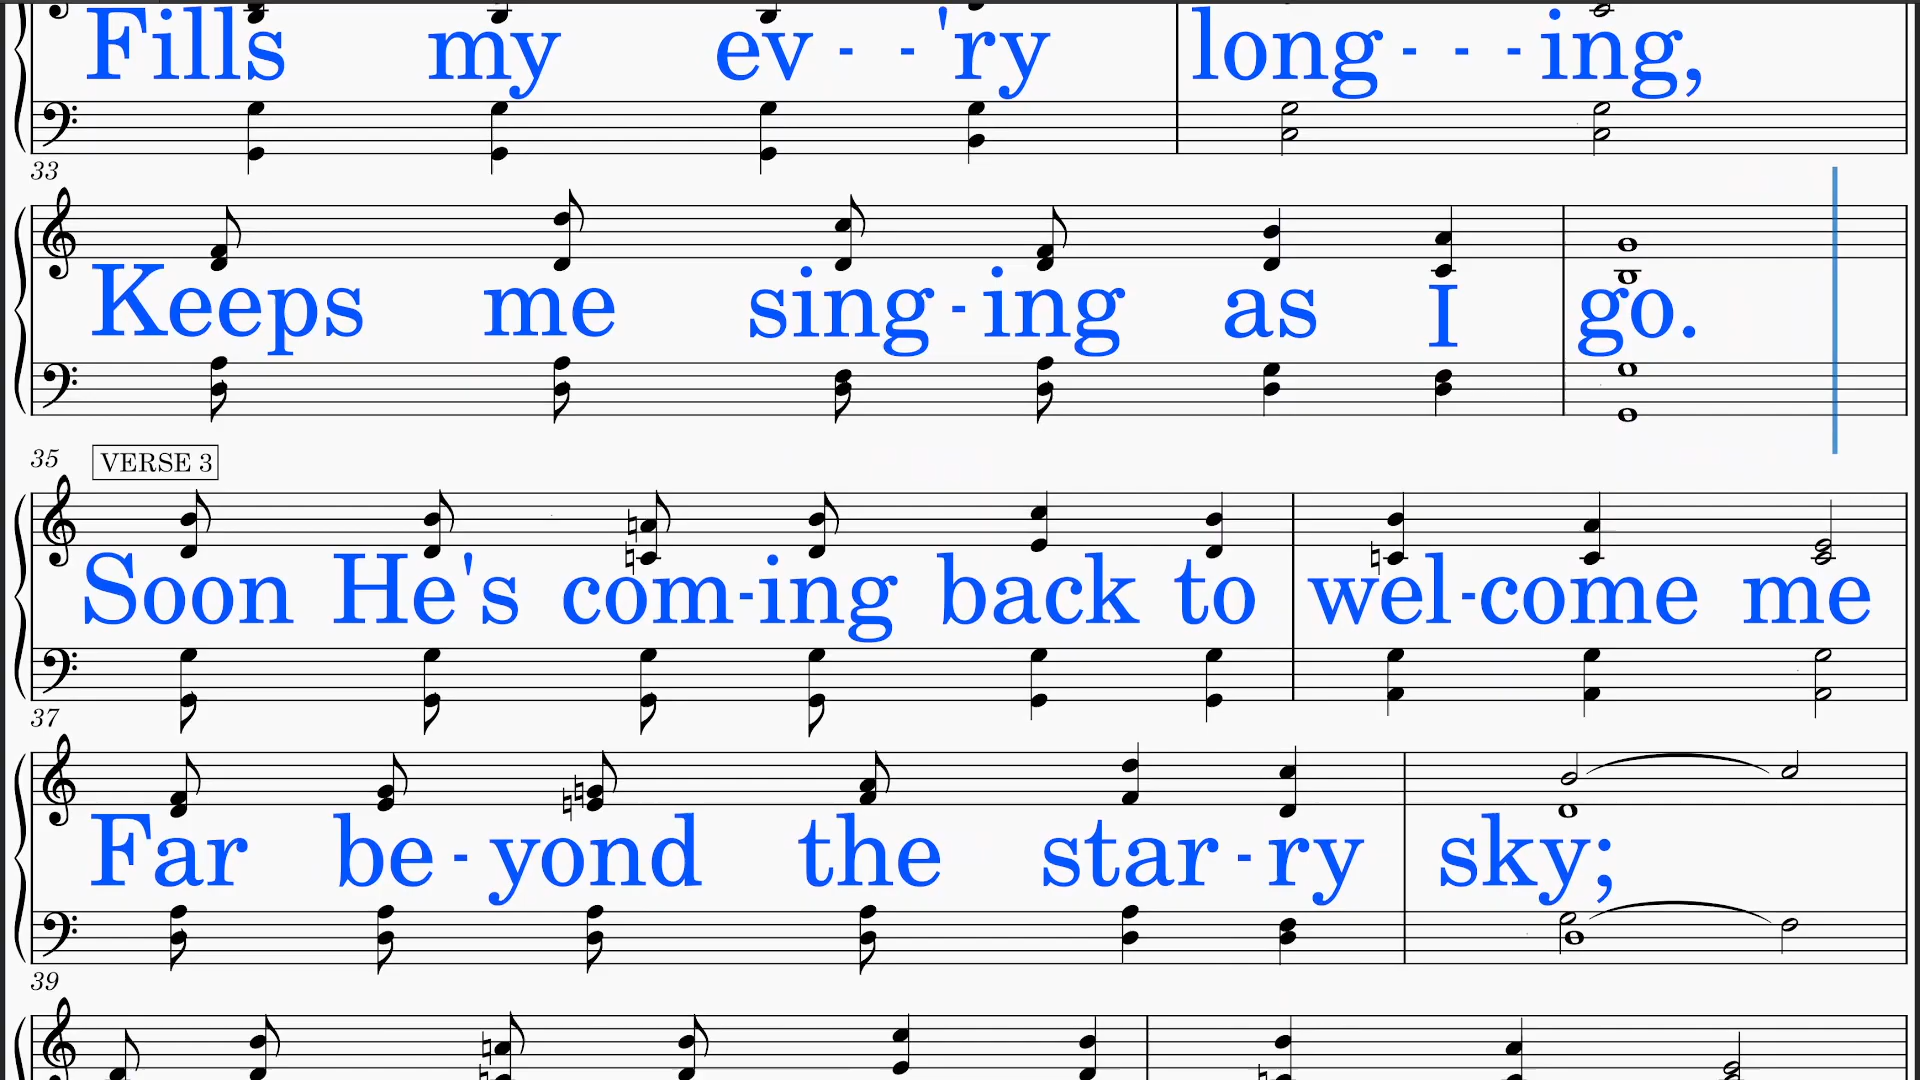 Fills my ev - - 'ry long - - - ing,
33
Keeps me sing - ing as I go.
35 VERSE 3
Soon He's com-ing back to wel-come me
37
Far be - yond the star - ry sky;
39